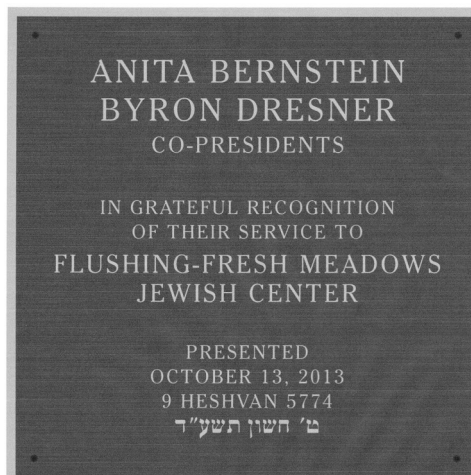 ANITA BERNSTEIN
BYRON DRESNER
CO-PRESIDENTS
IN GRATEFUL RECOGNITION
OF THEIR SERVICE TO
FLUSHING-FRESH MEADOWS
JEWISH CENTER
PRESENTED
OCTOBER 13, 2013
9 HESHVAN 5774
ט׳ חשון תשע״ד